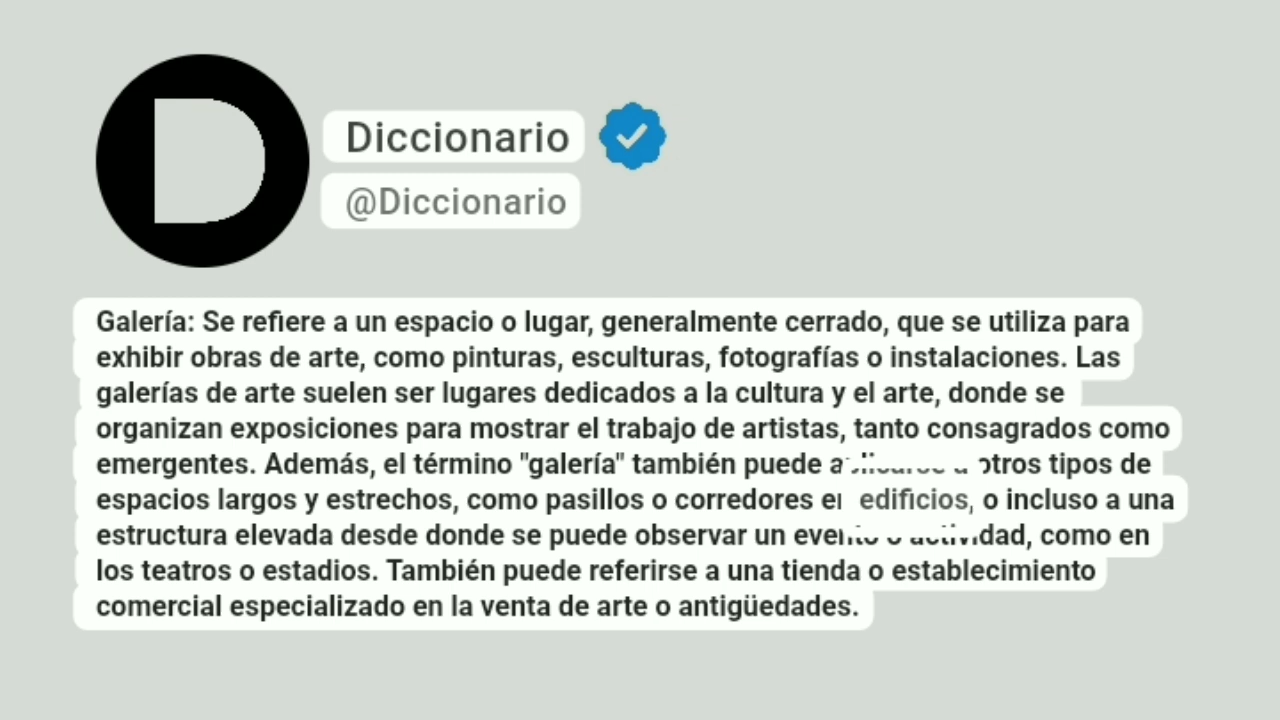 D
Diccionario
@Diccionario
Galería: Se refiere a un espacio o lugar, generalmente cerrado, que se utiliza para
exhibir obras de arte, como pinturas, esculturas, fotografías o instalaciones. Las
galerías de arte suelen ser lugares dedicados a la cultura y el arte, donde se
organizan exposiciones para mostrar el trabajo de artistas, tanto consagrados como
emergentes. Además, el término "galería" también puede aplicarse a otros tipos de
espacios largos y estrechos, como pasillos o corredores en edificios, o incluso a una
estructura elevada desde donde se puede observar un evento o actividad, como en
los teatros o estadios. También puede referirse a una tienda o establecimiento
comercial especializado en la venta de arte o antigüedades.